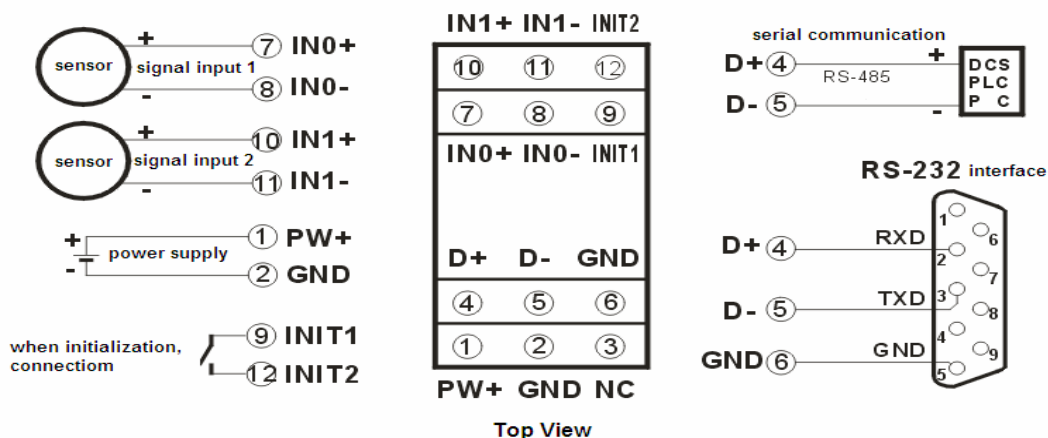 sensor
+
signal input 1
-
7 IN0+
8 IN0-
sensor
+
signal input 2
-
10 IN1+
11 IN1-
+
power supply
-
1 PW+
2 GND
when initialization,
connectiom
9 INIT1
12 INIT2
IN1+ IN1- INIT2
10 11 12
7 8 9
IN0+ IN0- INIT1
D+ D- GND
4 5 6
1 2 3
PW+ GND NC
Top View
serial communication
D+ 4 +
RS-485
D- 5 -
DCS
PLC
P C
RS-232 interface
D+ 4 RXD
D- 5 TXD
GND 6 GND
1
6
2
7
3
8
4
9
5